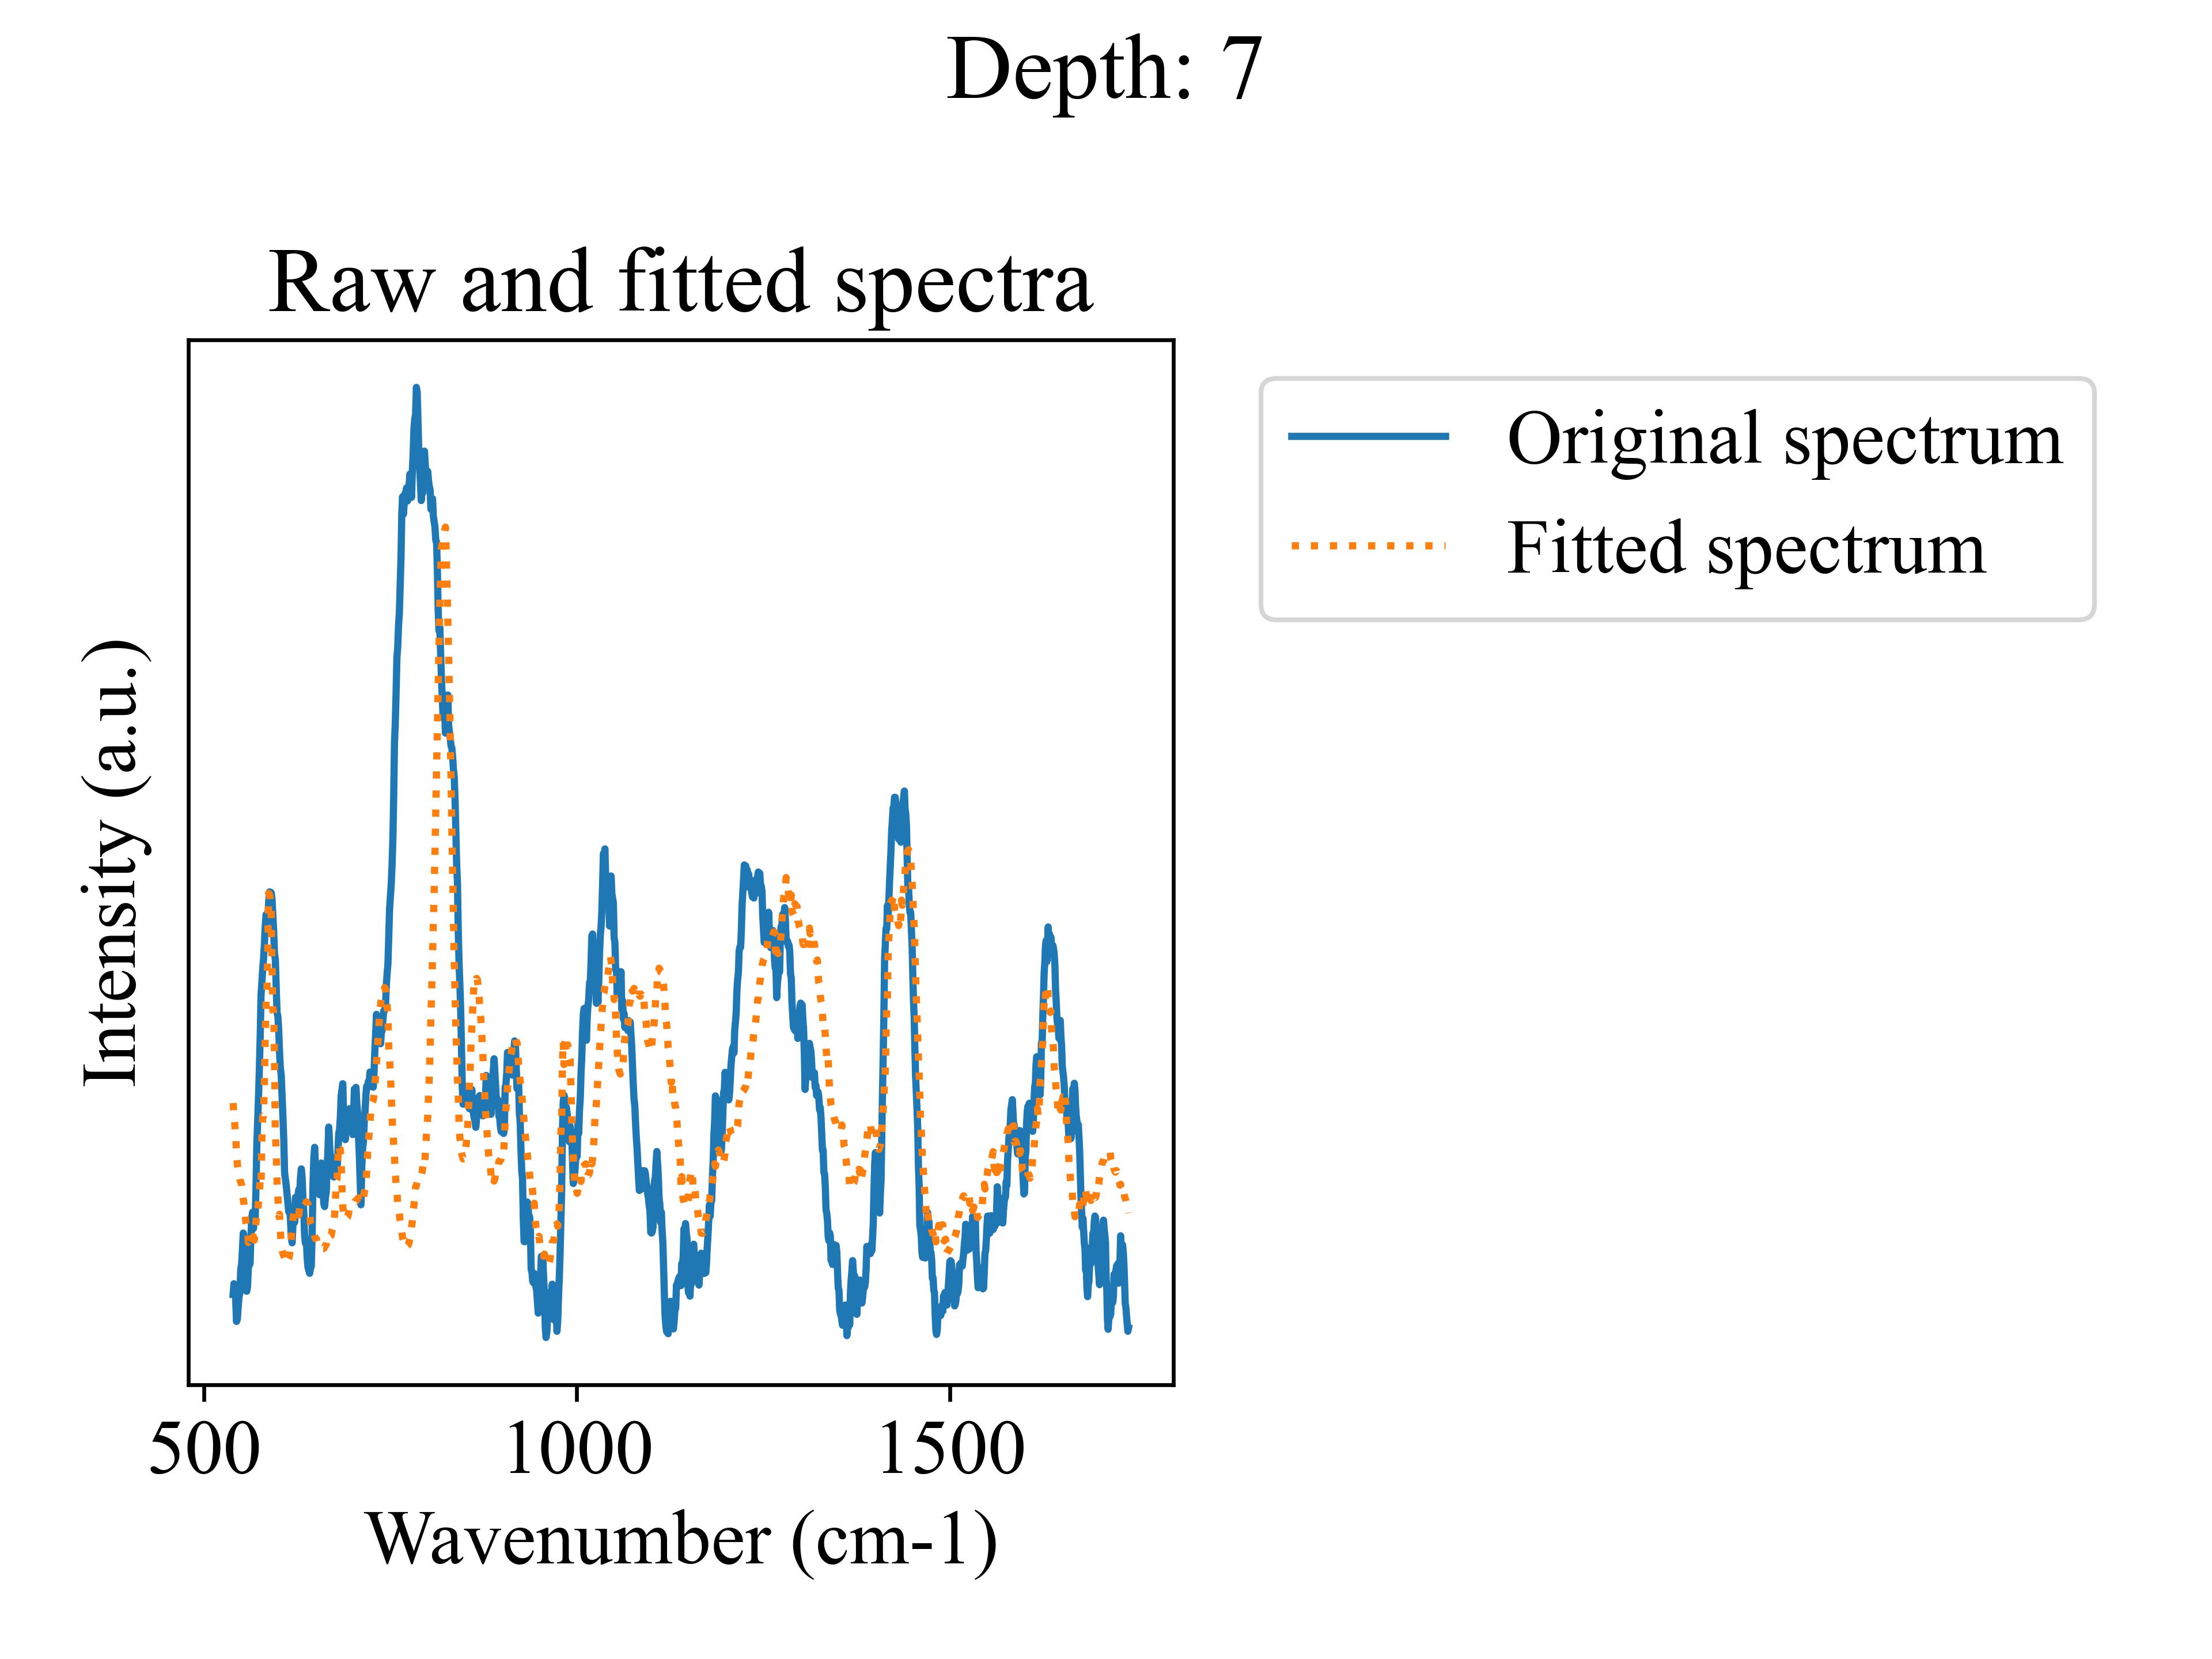 Depth: 7
Raw and fitted spectra
Original spectrum
Fitted spectrum
Intensity (a.u.)
500 1000 1500
Wavenumber (cm-1)